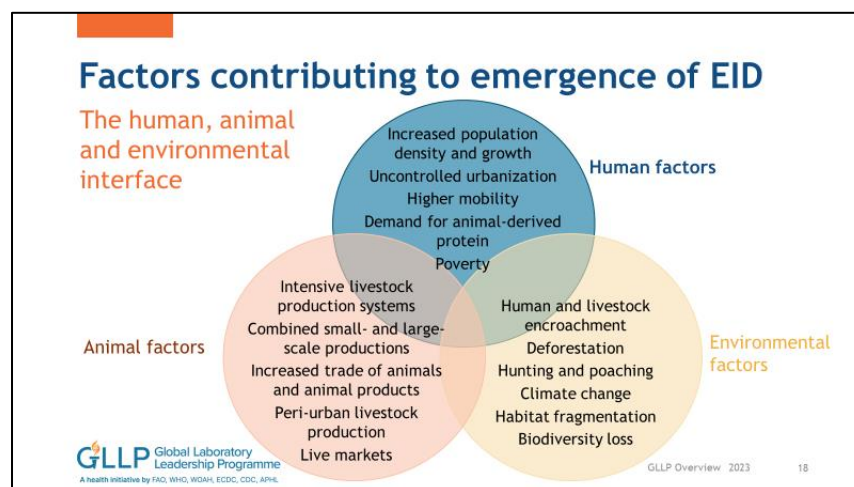 Factors contributing to emergence of EID
The human, animal
and environmental
interface
Increased population
density and growth
Uncontrolled urbanization
Higher mobility
Demand for animal-derived
protein
Poverty
Human factors
Intensive livestock
production systems
Combined small- and large-
scale productions
Increased trade of animals
and animal products
Peri-urban livestock
production
Live markets
Animal factors
Human and livestock
encroachment
Deforestation
Hunting and poaching
Climate change
Habitat fragmentation
Biodiversity loss
Environmental
factors
GLLP Global Laboratory
Leadership Programme
A health initiative by FAO, WHO, WOAH, ECDC, CDC, APHL
GLLP Overview 2023
18